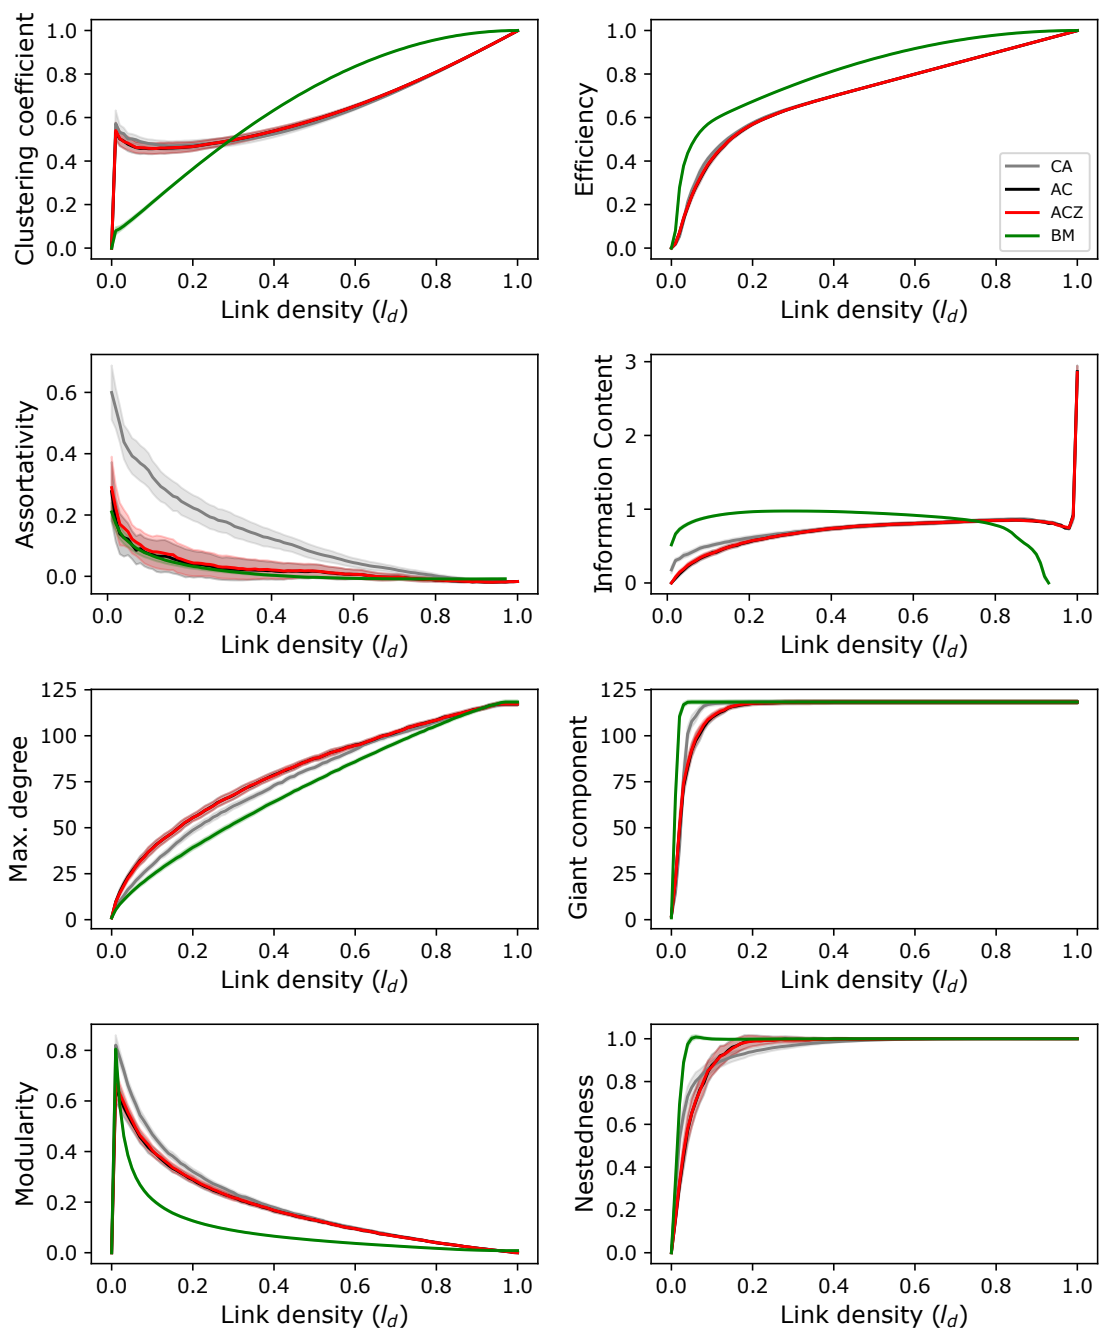 Clustering coefficient
1.0
0.8
0.6
0.4
0.2
0.0
0.0 0.2 0.4 0.6 0.8 1.0
Link density (l_d)
Efficiency
1.0
0.8
0.6
0.4
0.2
0.0
CA
AC
ACZ
BM
0.0 0.2 0.4 0.6 0.8 1.0
Link density (l_d)
Assortativity
0.6
0.4
0.2
0.0
0.0 0.2 0.4 0.6 0.8 1.0
Link density (l_d)
Information Content
3
2
1
0
0.0 0.2 0.4 0.6 0.8 1.0
Link density (l_d)
Max. degree
125
100
75
50
25
0
0.0 0.2 0.4 0.6 0.8 1.0
Link density (l_d)
Giant component
125
100
75
50
25
0
0.0 0.2 0.4 0.6 0.8 1.0
Link density (l_d)
Modularity
0.8
0.6
0.4
0.2
0.0
0.0 0.2 0.4 0.6 0.8 1.0
Link density (l_d)
Nestedness
1.0
0.8
0.6
0.4
0.2
0.0
0.0 0.2 0.4 0.6 0.8 1.0
Link density (l_d)